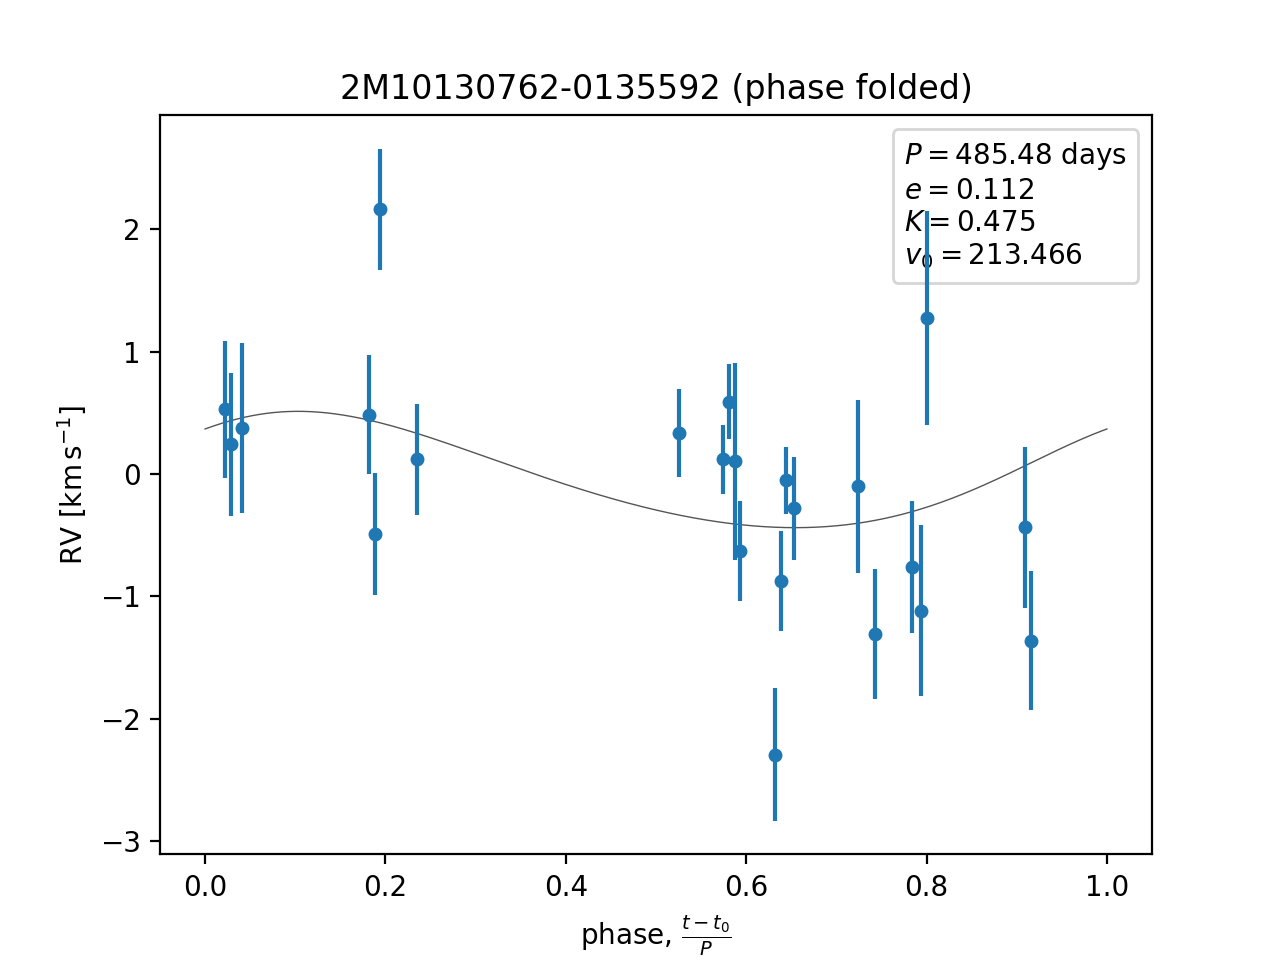 2M10130762-0135592 (phase folded)
P = 485.48 days
e = 0.112
K = 0.475
v₀ = 213.466
2
1
0
−1
−2
−3
RV [km s⁻¹]
0.0 0.2 0.4 0.6 0.8 1.0
phase, (t − t₀)/P